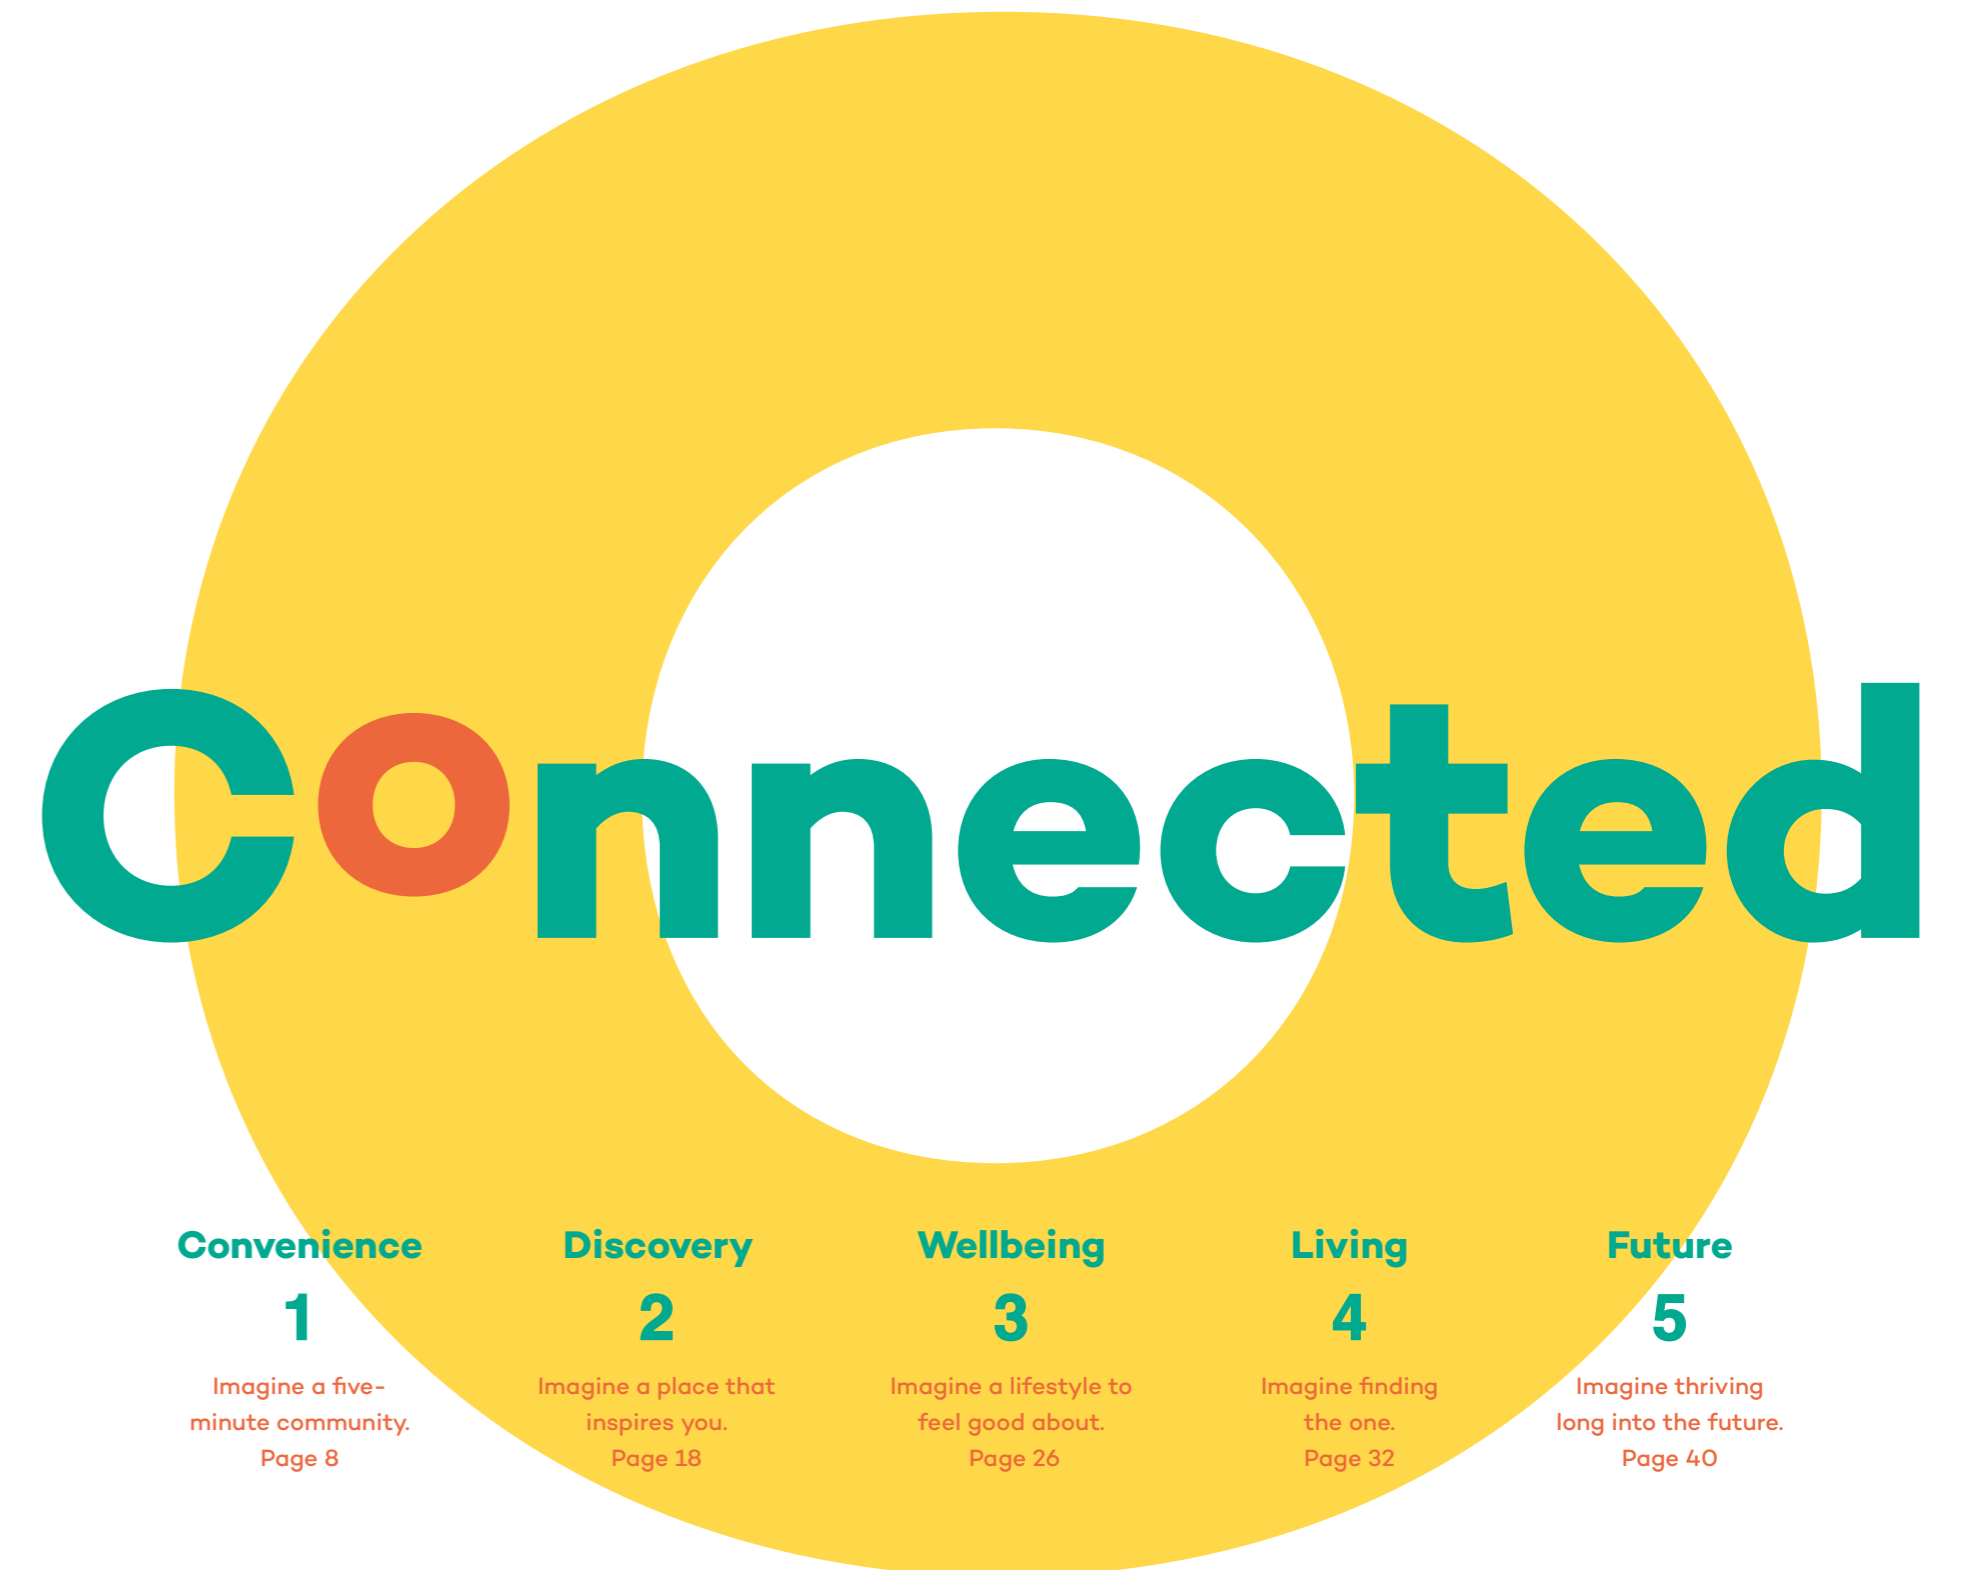 Connected
Convenience
1
Imagine a five-
minute community.
Page 8
Discovery
2
Imagine a place that
inspires you.
Page 18
Wellbeing
3
Imagine a lifestyle to
feel good about.
Page 26
Living
4
Imagine finding
the one.
Page 32
Future
5
Imagine thriving
long into the future.
Page 40